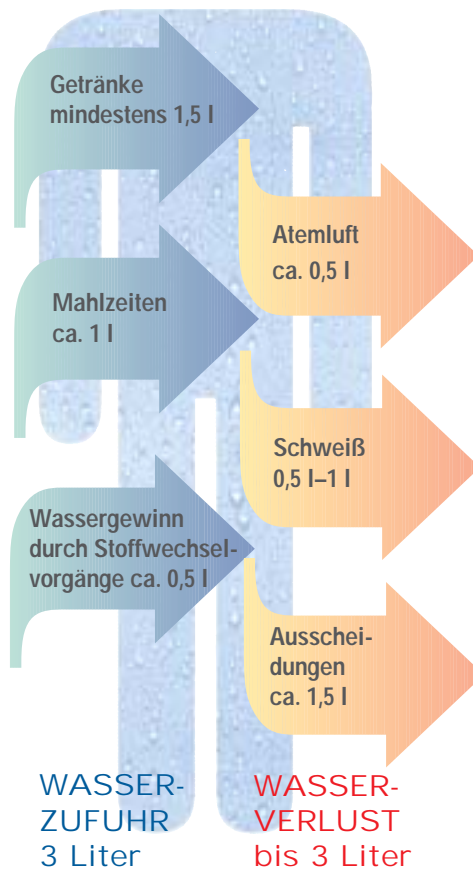 Getränke
mindestens 1,5 l
Atemluft
ca. 0,5 l
Mahlzeiten
ca. 1 l
Schweiß
0,5 l–1 l
Wassergewinn
durch Stoffwechsel-
vorgänge ca. 0,5 l
Ausschei-
dungen
ca. 1,5 l
WASSER-
ZUFUHR
3 Liter
WASSER-
VERLUST
bis 3 Liter